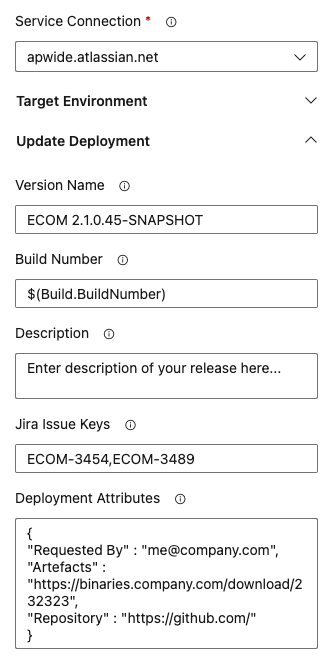 Service Connection *
apwide.atlassian.net
Target Environment
Update Deployment
Version Name
ECOM 2.1.0.45-SNAPSHOT
Build Number
$(Build.BuildNumber)
Description
Enter description of your release here...
Jira Issue Keys
ECOM-3454,ECOM-3489
Deployment Attributes
{
"Requested By" : "me@company.com",
"Artefacts" :
"https://binaries.company.com/download/2
32323",
"Repository" : "https://github.com/"
}